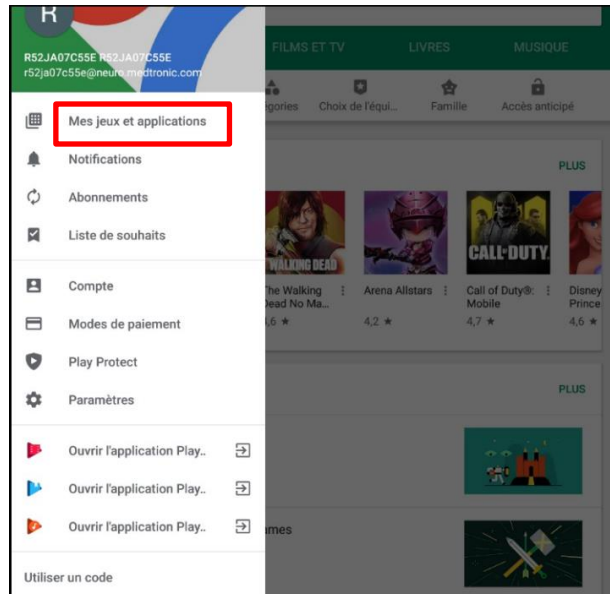 R
R52JA07C55E R52JA07C55E
r52ja07c55e@neuro.medtronic.com
Mes jeux et applications
Notifications
Abonnements
Liste de souhaits
Compte
Modes de paiement
Play Protect
Paramètres
Ouvrir l'application Play..
Ouvrir l'application Play..
Ouvrir l'application Play..
Utiliser un code
FILMS ET TV LIVRES MUSIQUE
égories Choix de l'équi... Famille Accès anticipé
PLUS
WALKING DEAD
CALL·DUTY
The Walking Dead No Ma...
4,6 ★
Arena Allstars
4,2 ★
Call of Duty®: Mobile
4,7 ★
Disney Prince
4,6 ★
PLUS
ames